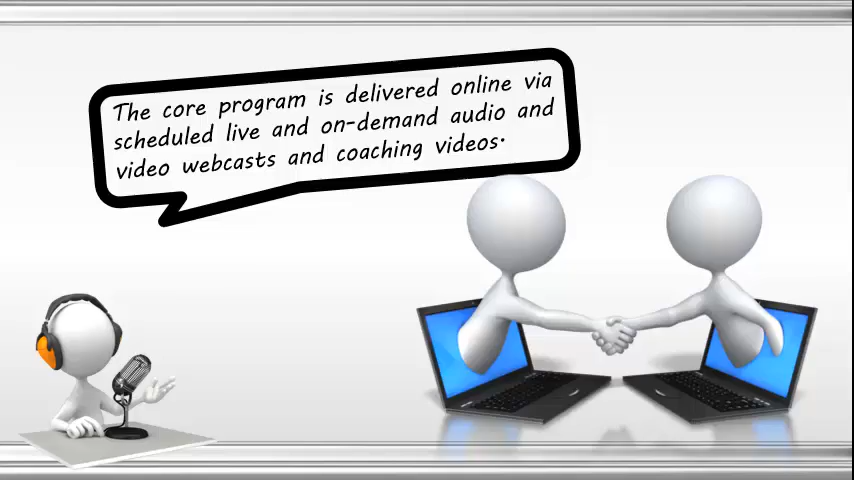 The core program is delivered online via
scheduled live and on-demand audio and
video webcasts and coaching videos.